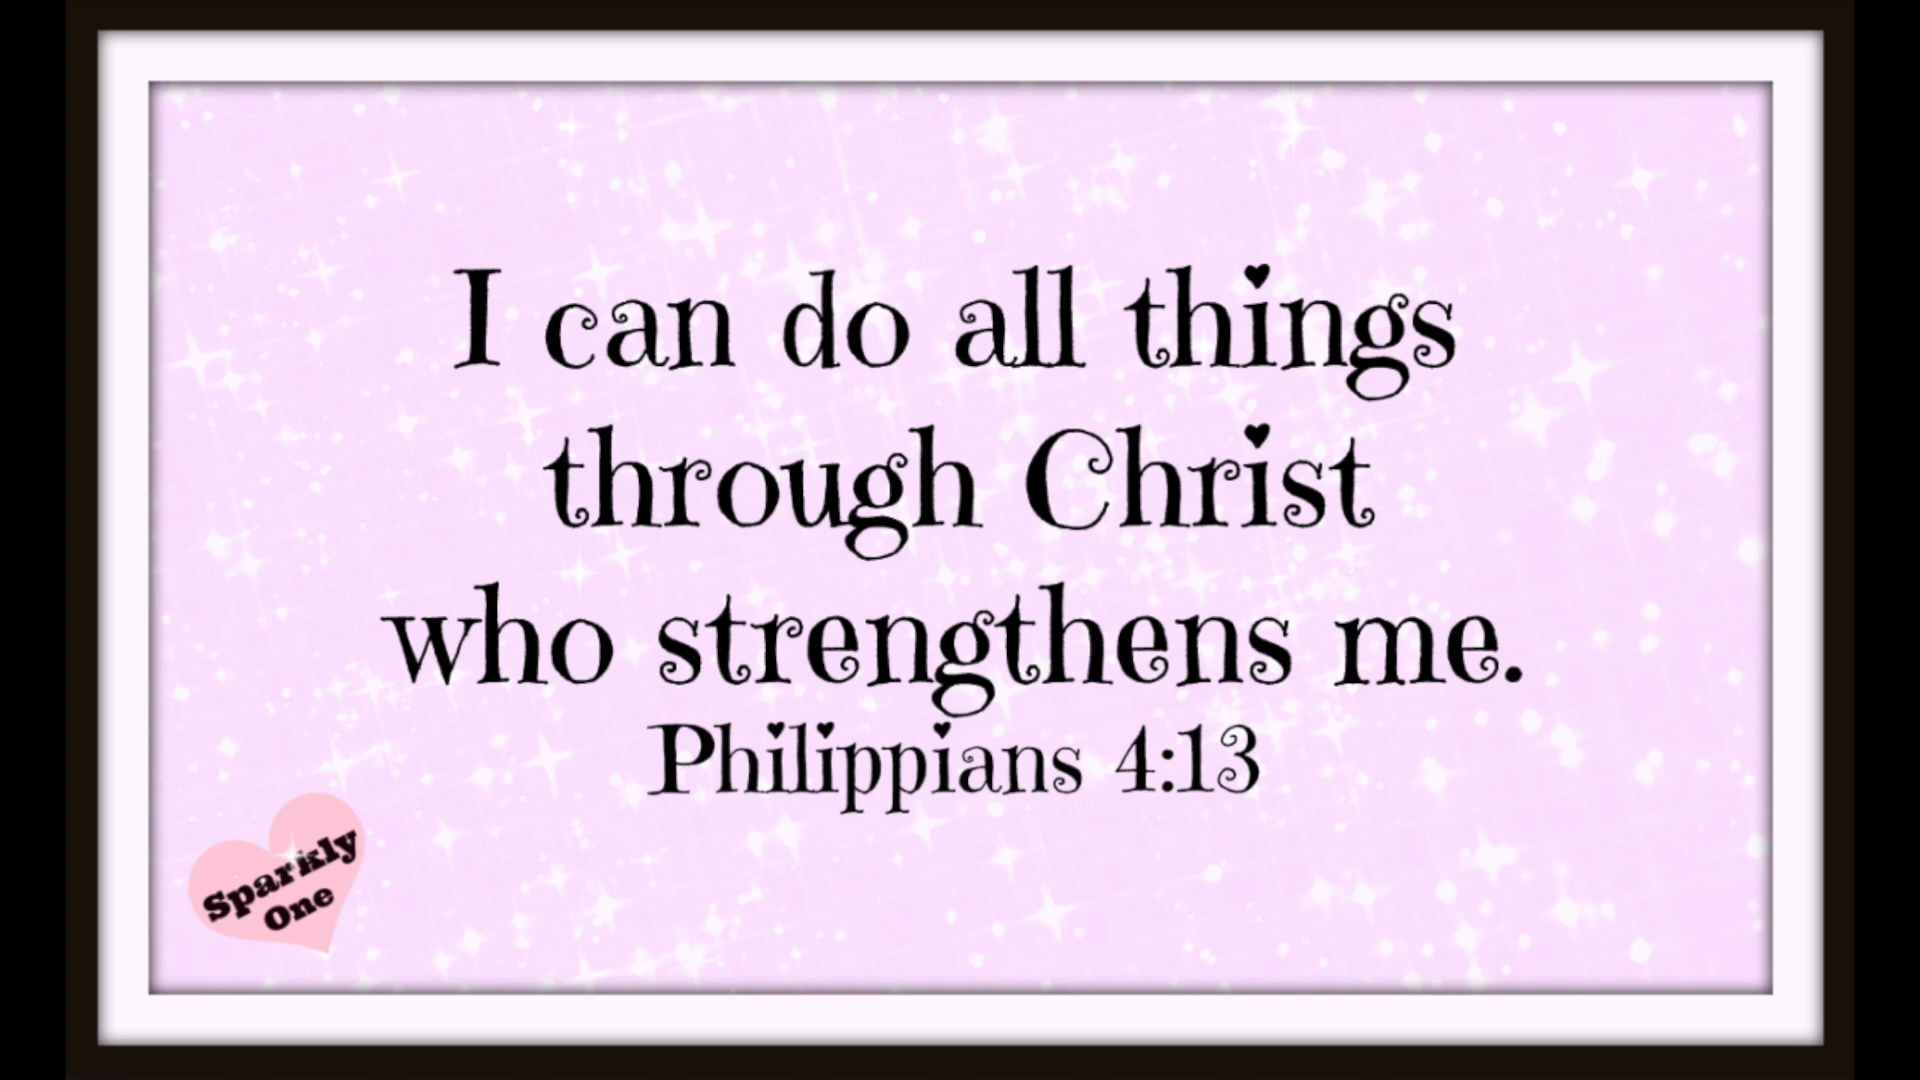 I can do all things
through Christ
who strengthens me.
Philippians 4:13
Sparkly
One